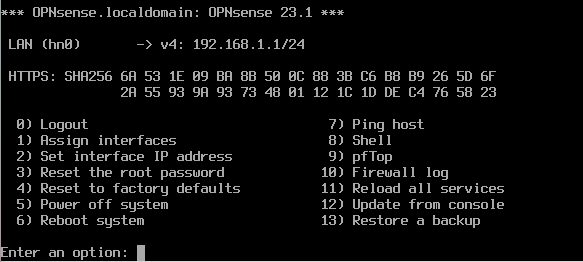 *** OPNsense.localdomain: OPNsense 23.1 ***
LAN (hn0)       -> v4: 192.168.1.1/24
HTTPS: SHA256 6A 53 1E 09 BA 8B 50 0C 88 3B C6 B8 B9 26 5D 6F
2A 55 93 9A 93 73 48 01 12 1C 1D DE C4 76 58 23
0) Logout                              7) Ping host
1) Assign interfaces                   8) Shell
2) Set interface IP address            9) pfTop
3) Reset the root password            10) Firewall log
4) Reset to factory defaults          11) Reload all services
5) Power off system                   12) Update from console
6) Reboot system                      13) Restore a backup
Enter an option: